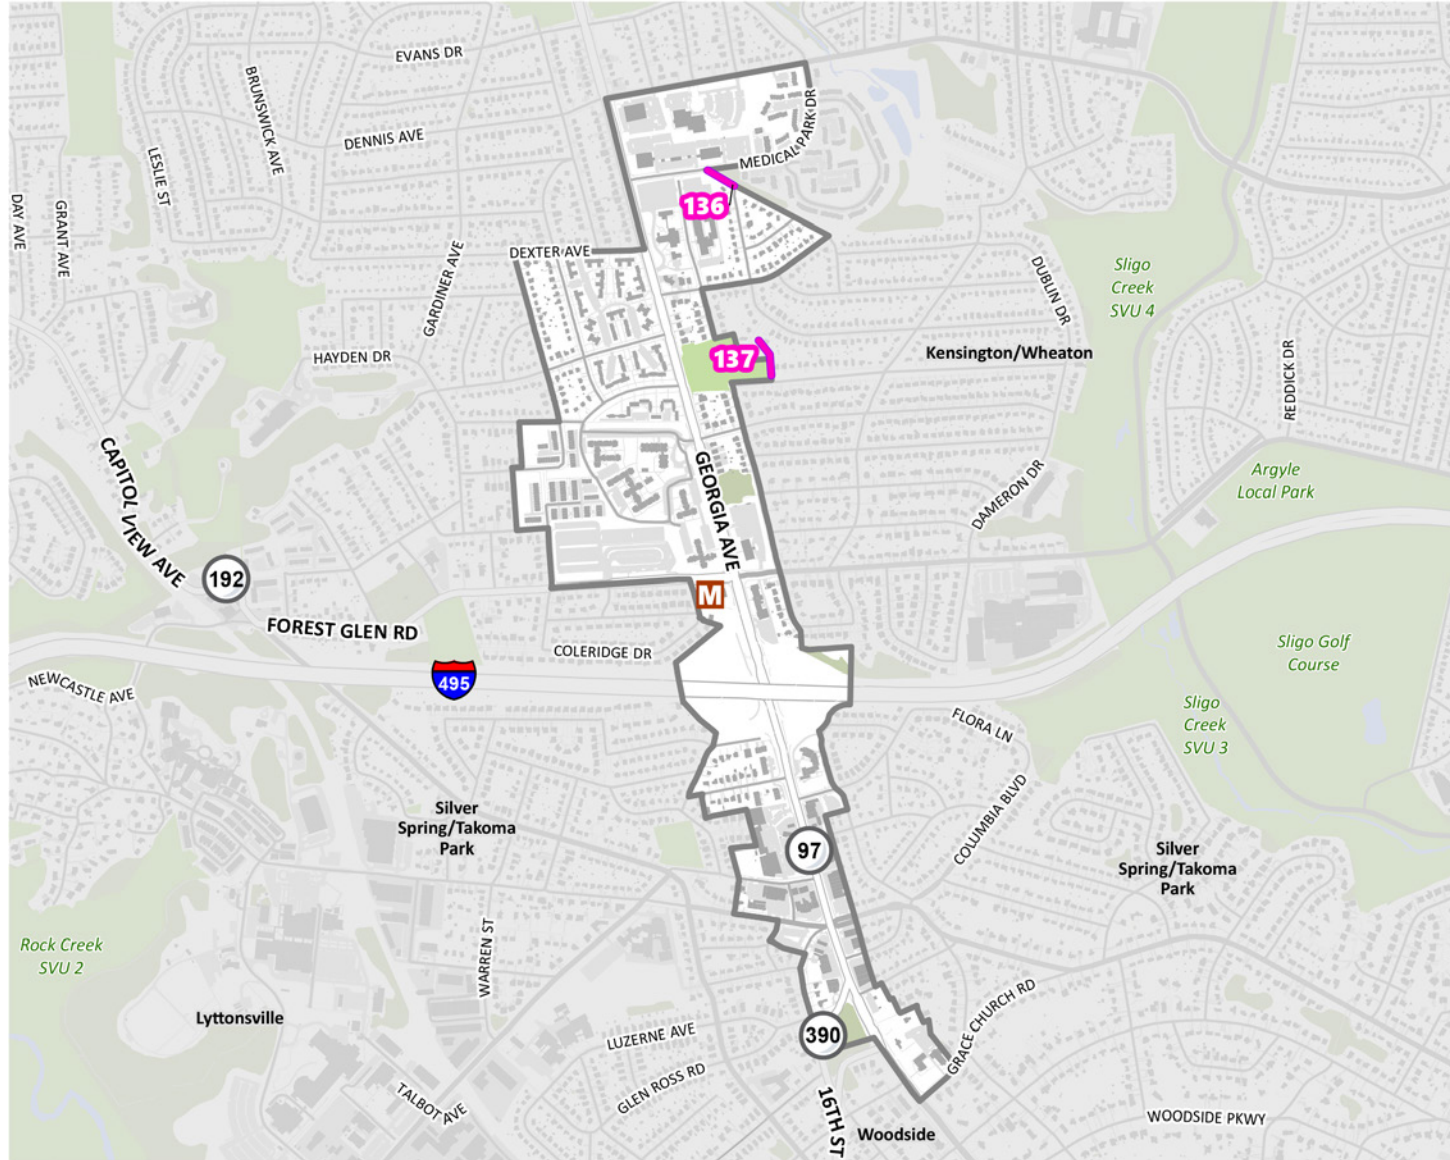 EVANS DR
BRUNSWICK AVE
DENNIS AVE
LESLIE ST
MEDICAL PARK DR
136
DAY AVE
GRANT AVE
GARDINER AVE
DEXTER AVE
DUBLIN DR
Sligo
Creek
SVU 4
HAYDEN DR
137
Kensington/Wheaton
REDDICK DR
CAPITOL VIEW AVE
GEORGIA AVE
DAMERON DR
Argyle
Local Park
192
M
FOREST GLEN RD
COLERIDGE DR
Sligo Golf
Course
495
NEWCASTLE AVE
Sligo
Creek
SVU 3
FLORA LN
Silver
Spring/Takoma
Park
COLUMBIA BLVD
97
Silver
Spring/Takoma
Park
Rock Creek
SVU 2
WARREN ST
Lyttonsville
LUZERNE AVE
390
GRACE CHURCH RD
GLEN ROSS RD
TALBOT AVE
16TH ST
Woodside
WOODSIDE PKWY